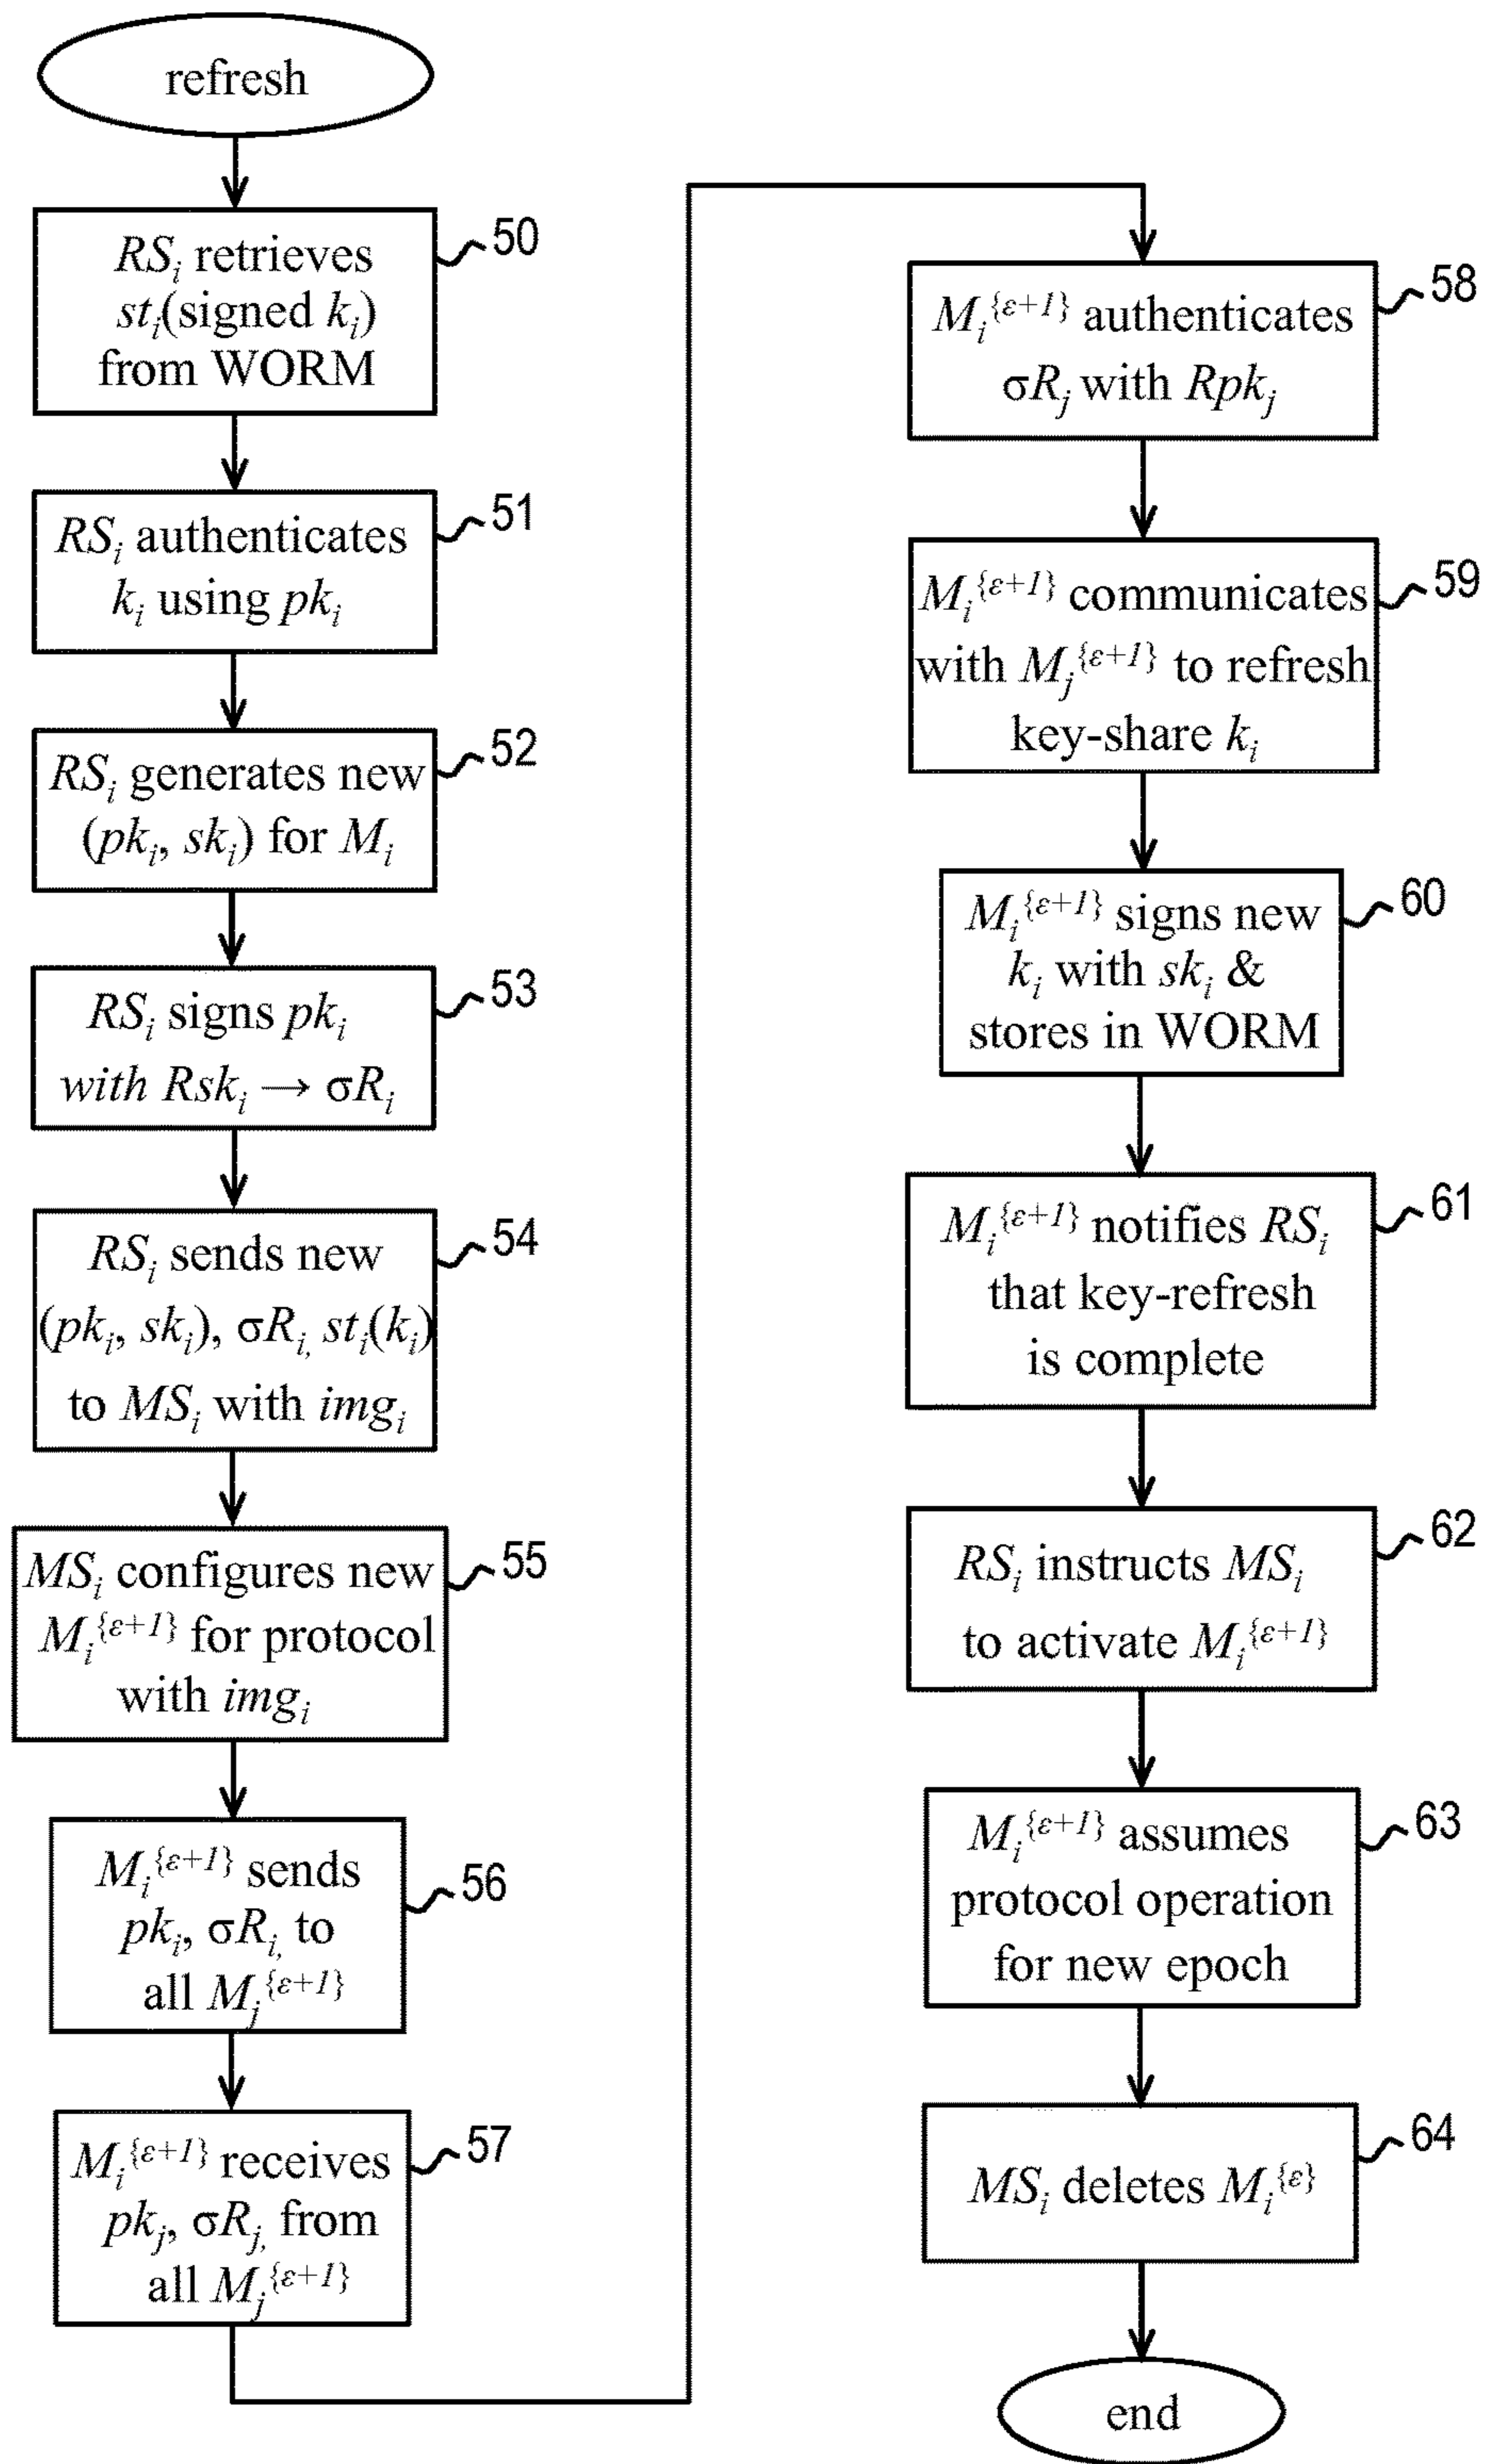 refresh
50
RSᵢ retrieves
stᵢ(signed kᵢ)
from WORM
51
RSᵢ authenticates
kᵢ using pkᵢ
52
RSᵢ generates new
(pkᵢ, skᵢ) for Mᵢ
53
RSᵢ signs pkᵢ
with Rskᵢ → σRᵢ
54
RSᵢ sends new
(pkᵢ, skᵢ), σRᵢ, stᵢ(kᵢ)
to MSᵢ with imgᵢ
55
MSᵢ configures new
Mᵢ{ε+1} for protocol
with imgᵢ
56
Mᵢ{ε+1} sends
pkᵢ, σRᵢ, to
all Mⱼ{ε+1}
57
Mᵢ{ε+1} receives
pkⱼ, σRⱼ, from
all Mⱼ{ε+1}
58
Mᵢ{ε+1} authenticates
σRⱼ with Rpkⱼ
59
Mᵢ{ε+1} communicates
with Mⱼ{ε+1} to refresh
key-share kᵢ
60
Mᵢ{ε+1} signs new
kᵢ with skᵢ &
stores in WORM
61
Mᵢ{ε+1} notifies RSᵢ
that key-refresh
is complete
62
RSᵢ instructs MSᵢ
to activate Mᵢ{ε+1}
63
Mᵢ{ε+1} assumes
protocol operation
for new epoch
64
MSᵢ deletes Mᵢ{ε}
end